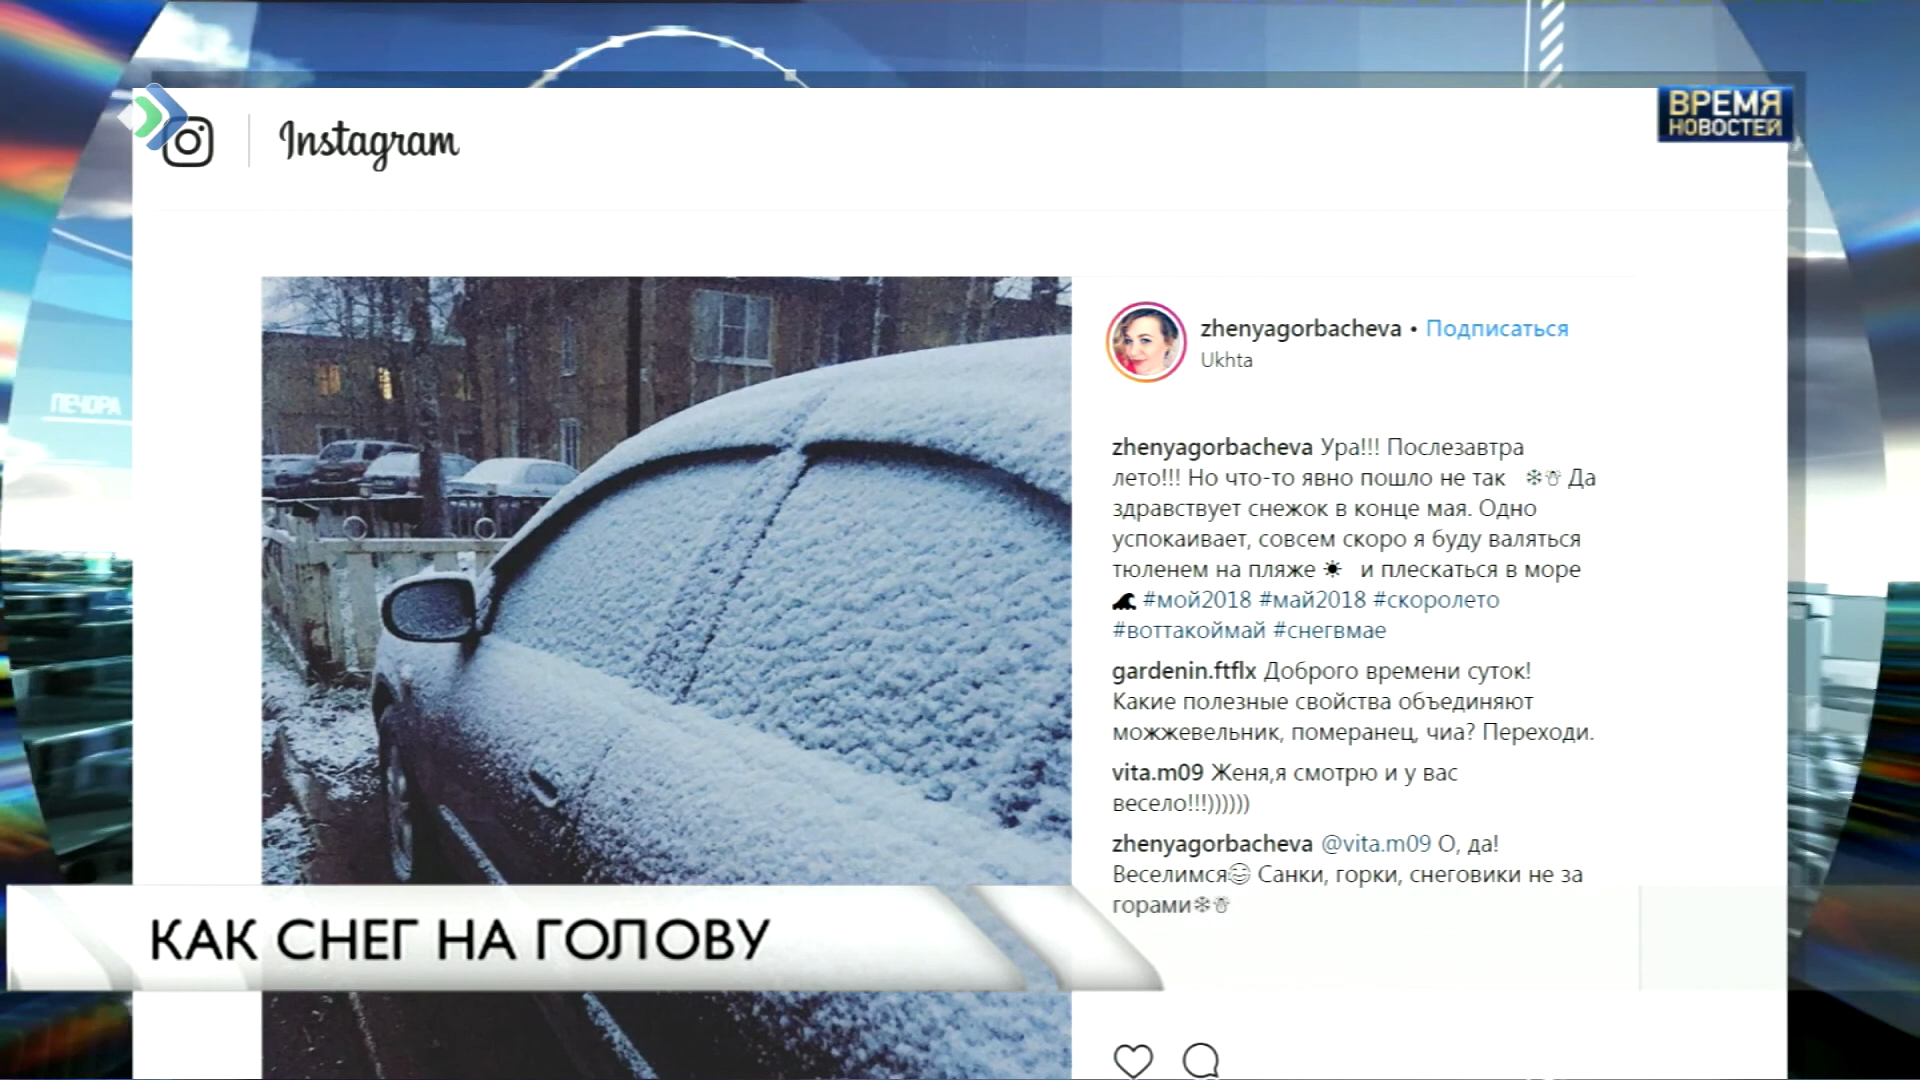 ВРЕМЯ
НОВОСТЕЙ
Instagram
ПЕЧОРА
zhenyagorbacheva • Подписаться
Ukhta
zhenyagorbacheva Ура!!! Послезавтра
лето!!! Но что-то явно пошло не так ❄☃ Да
здравствует снежок в конце мая. Одно
успокаивает, совсем скоро я буду валяться
тюленем на пляже ☀ и плескаться в море
🌊 #мой2018 #май2018 #скоролето
#воттакоймай #снегвмае
gardenin.ftflx Доброго времени суток!
Какие полезные свойства объединяют
можжевельник, померанец, чиа? Переходи.
vita.m09 Женя,я смотрю и у вас
весело!!!))))))
zhenyagorbacheva @vita.m09 О, да!
Веселимся😊 Санки, горки, снеговики не за
горами❄☃
КАК СНЕГ НА ГОЛОВУ